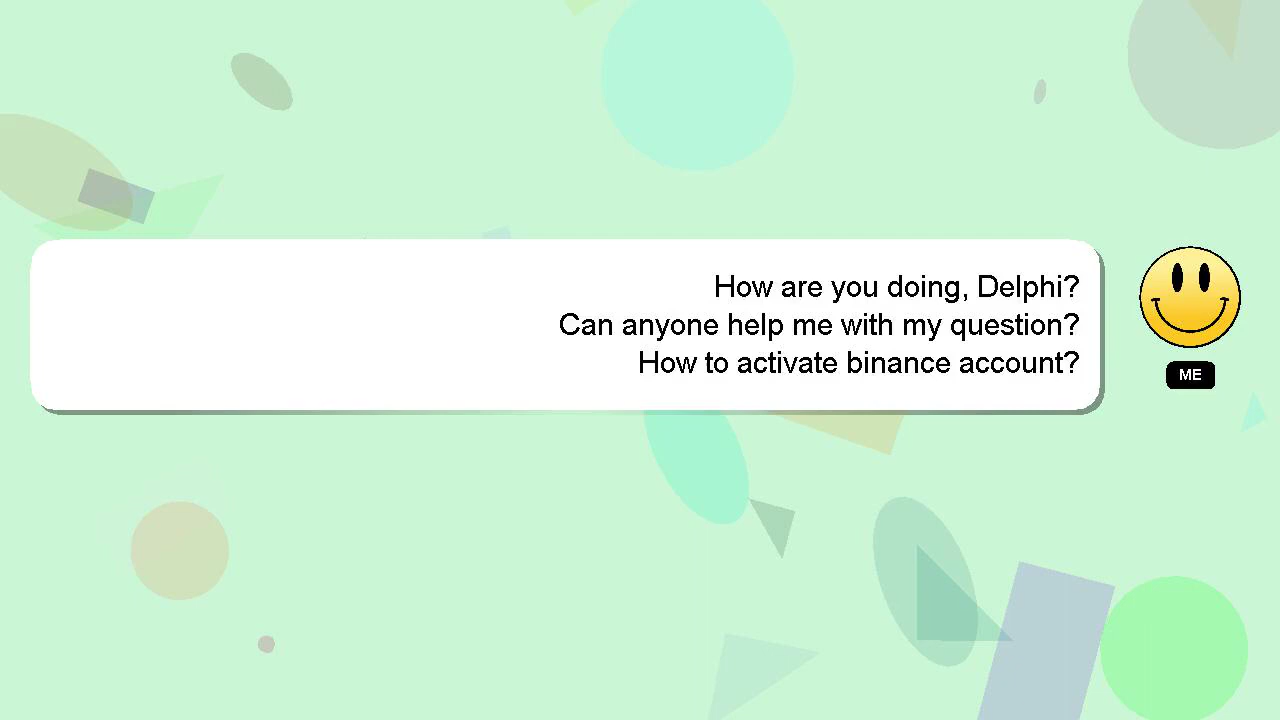 How are you doing, Delphi?
Can anyone help me with my question?
How to activate binance account?
ME